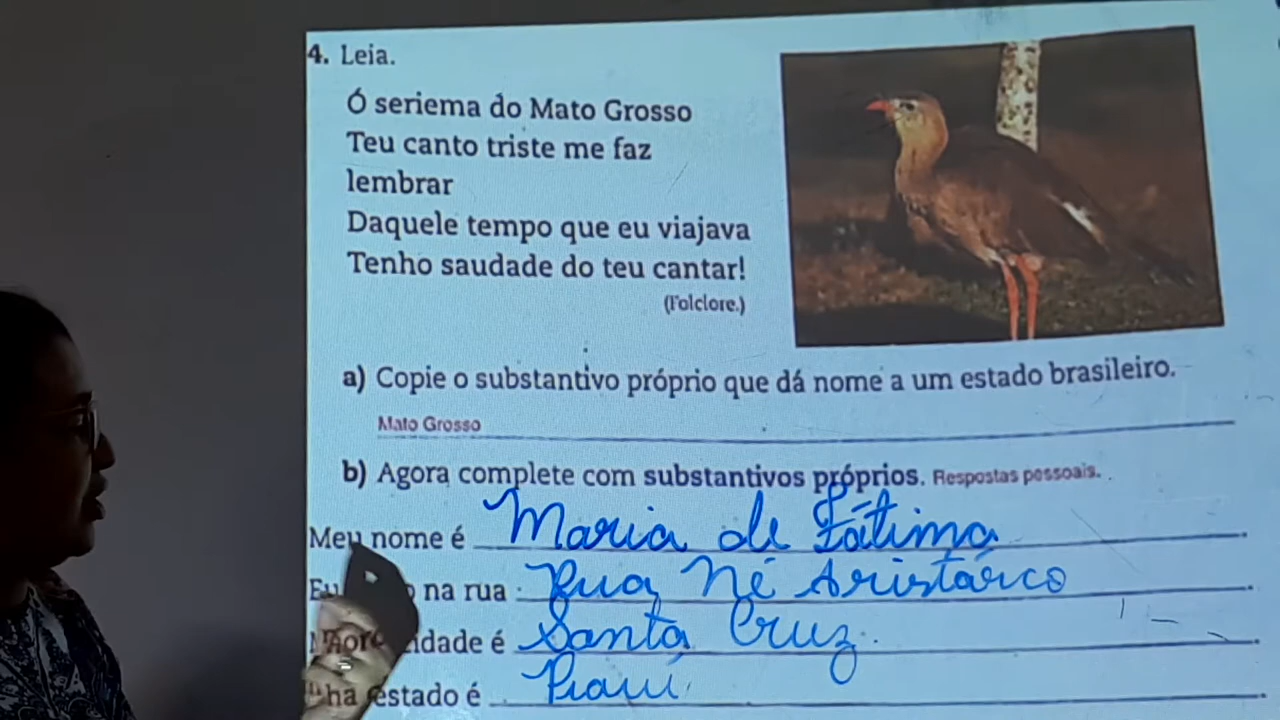 4. Leia.
Ó seriema do Mato Grosso
Teu canto triste me faz
lembrar
Daquele tempo que eu viajava
Tenho saudade do teu cantar!
(Folclore.)
a) Copie o substantivo próprio que dá nome a um estado brasileiro.
Mato Grosso
b) Agora complete com substantivos próprios. Respostas pessoais.
Meu nome é Maria de Fátima
na rua Rua Né Aristárco
é Santa Cruz.
estado é Piauí